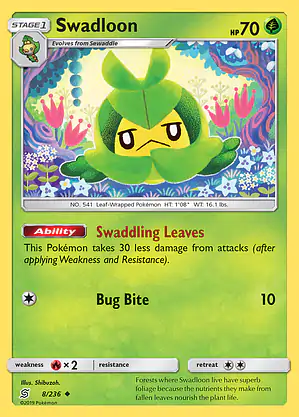 STAGE 1 Swadloon HP 70
Evolves from Swaddle
NO. 541 Leaf-Wrapped Pokémon HT: 1'08" WT: 16.1 lbs.
Ability Swaddling Leaves
This Pokémon takes 30 less damage from attacks (after
applying Weakness and Resistance).
Bug Bite 10
weakness ×2 resistance retreat
Illus. Shibuzoh.
8/236
©2019 Pokémon
Forests where Swadloon live have superb
foliage because the nutrients they make from
fallen leaves nourish the plant life.